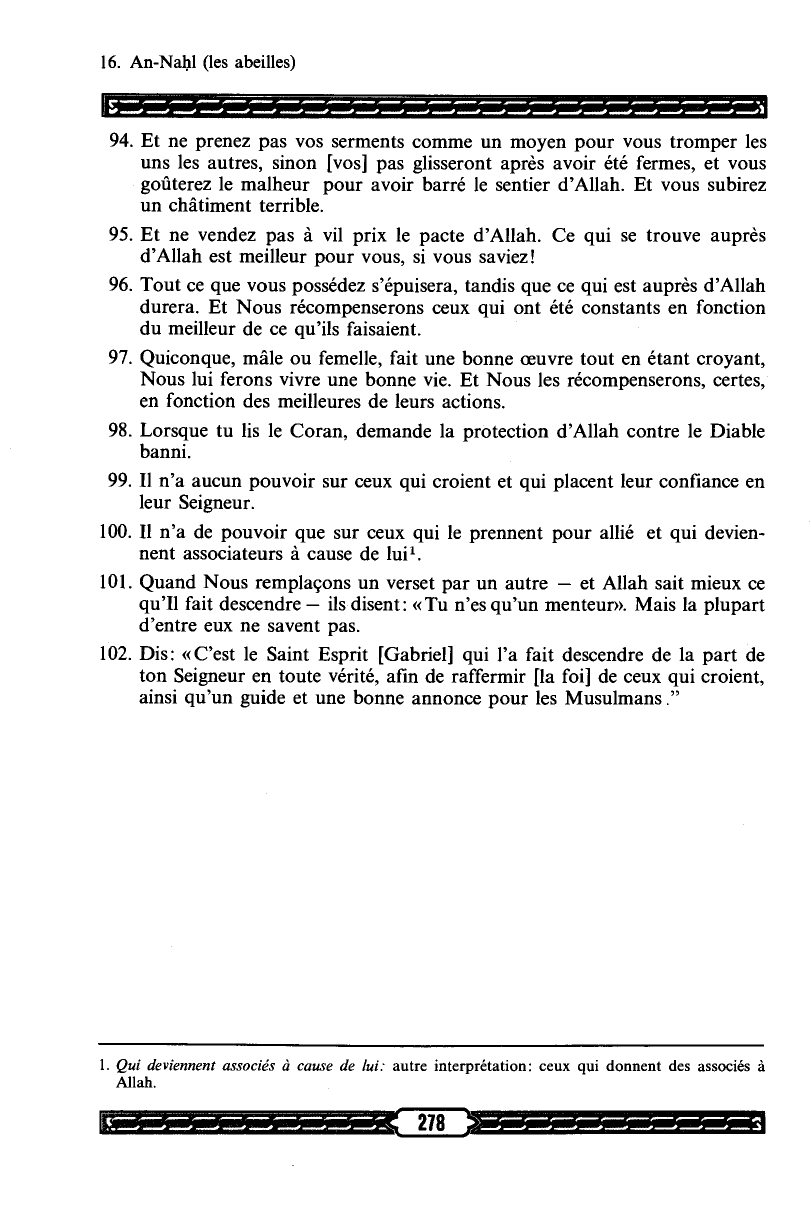 16. An-Naḥl (les abeilles)
94. Et ne prenez pas vos serments comme un moyen pour vous tromper les
uns les autres, sinon [vos] pas glisseront après avoir été fermes, et vous
goûterez le malheur pour avoir barré le sentier d'Allah. Et vous subirez
un châtiment terrible.
95. Et ne vendez pas à vil prix le pacte d'Allah. Ce qui se trouve auprès
d'Allah est meilleur pour vous, si vous saviez!
96. Tout ce que vous possédez s'épuisera, tandis que ce qui est auprès d'Allah
durera. Et Nous récompenserons ceux qui ont été constants en fonction
du meilleur de ce qu'ils faisaient.
97. Quiconque, mâle ou femelle, fait une bonne œuvre tout en étant croyant,
Nous lui ferons vivre une bonne vie. Et Nous les récompenserons, certes,
en fonction des meilleures de leurs actions.
98. Lorsque tu lis le Coran, demande la protection d'Allah contre le Diable
banni.
99. Il n'a aucun pouvoir sur ceux qui croient et qui placent leur confiance en
leur Seigneur.
100. Il n'a de pouvoir que sur ceux qui le prennent pour allié et qui devien-
nent associateurs à cause de lui¹.
101. Quand Nous remplaçons un verset par un autre — et Allah sait mieux ce
qu'Il fait descendre — ils disent: «Tu n'es qu'un menteur». Mais la plupart
d'entre eux ne savent pas.
102. Dis: «C'est le Saint Esprit [Gabriel] qui l'a fait descendre de la part de
ton Seigneur en toute vérité, afin de raffermir [la foi] de ceux qui croient,
ainsi qu'un guide et une bonne annonce pour les Musulmans.”
1. Qui deviennent associés à cause de lui: autre interprétation: ceux qui donnent des associés à
Allah.
278